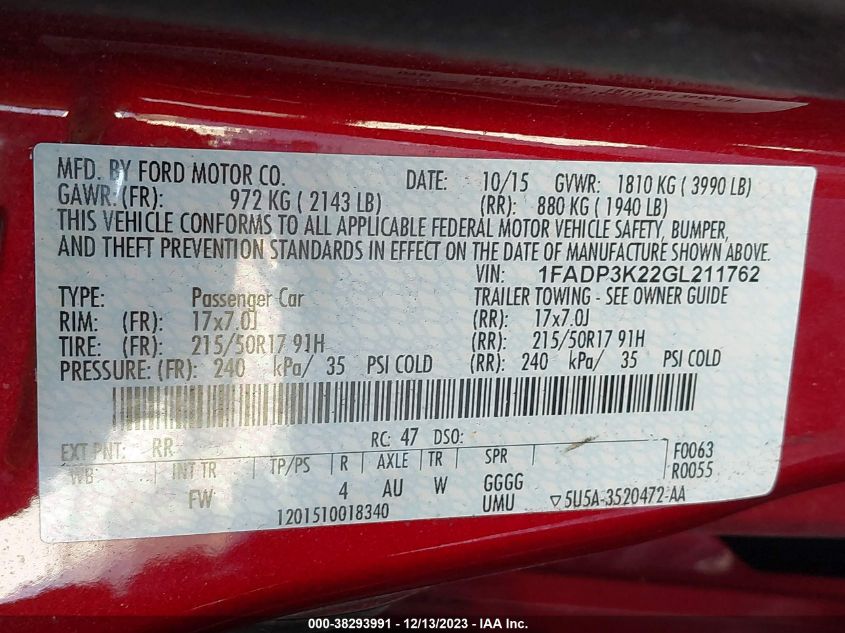 MFD. BY FORD MOTOR CO. DATE: 10/15 GVWR: 1810 KG ( 3990 LB)
GAWR:(FR): 972 KG ( 2143 LB) (RR): 880 KG ( 1940 LB)
THIS VEHICLE CONFORMS TO ALL APPLICABLE FEDERAL MOTOR VEHICLE SAFETY, BUMPER,
AND THEFT PREVENTION STANDARDS IN EFFECT ON THE DATE OF MANUFACTURE SHOWN ABOVE.
VIN: 1FADP3K22GL211762
TYPE: Passenger Car TRAILER TOWING - SEE OWNER GUIDE
RIM: (FR): 17x7.0J (RR): 17x7.0J
TIRE: (FR): 215/50R17 91H (RR): 215/50R17 91H
PRESSURE: (FR): 240 kPa/ 35 PSI COLD (RR): 240 kPa/ 35 PSI COLD
EXT PNT: RR RC: 47 DSO: F0063
WB INT TR TP/PS R AXLE TR SPR R0055
FW 4 AU W GGGG
1201510018340 UMU ▽5U5A-3520472-AA
000-38293991 - 12/13/2023 - IAA Inc.